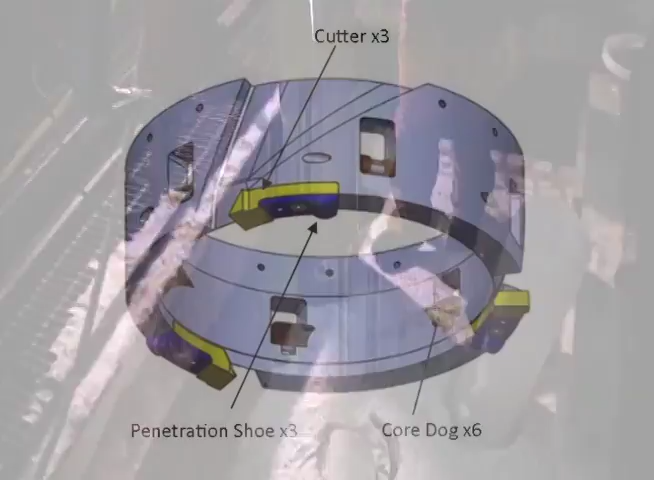 Cutter x3
Penetration Shoe x3
Core Dog x6